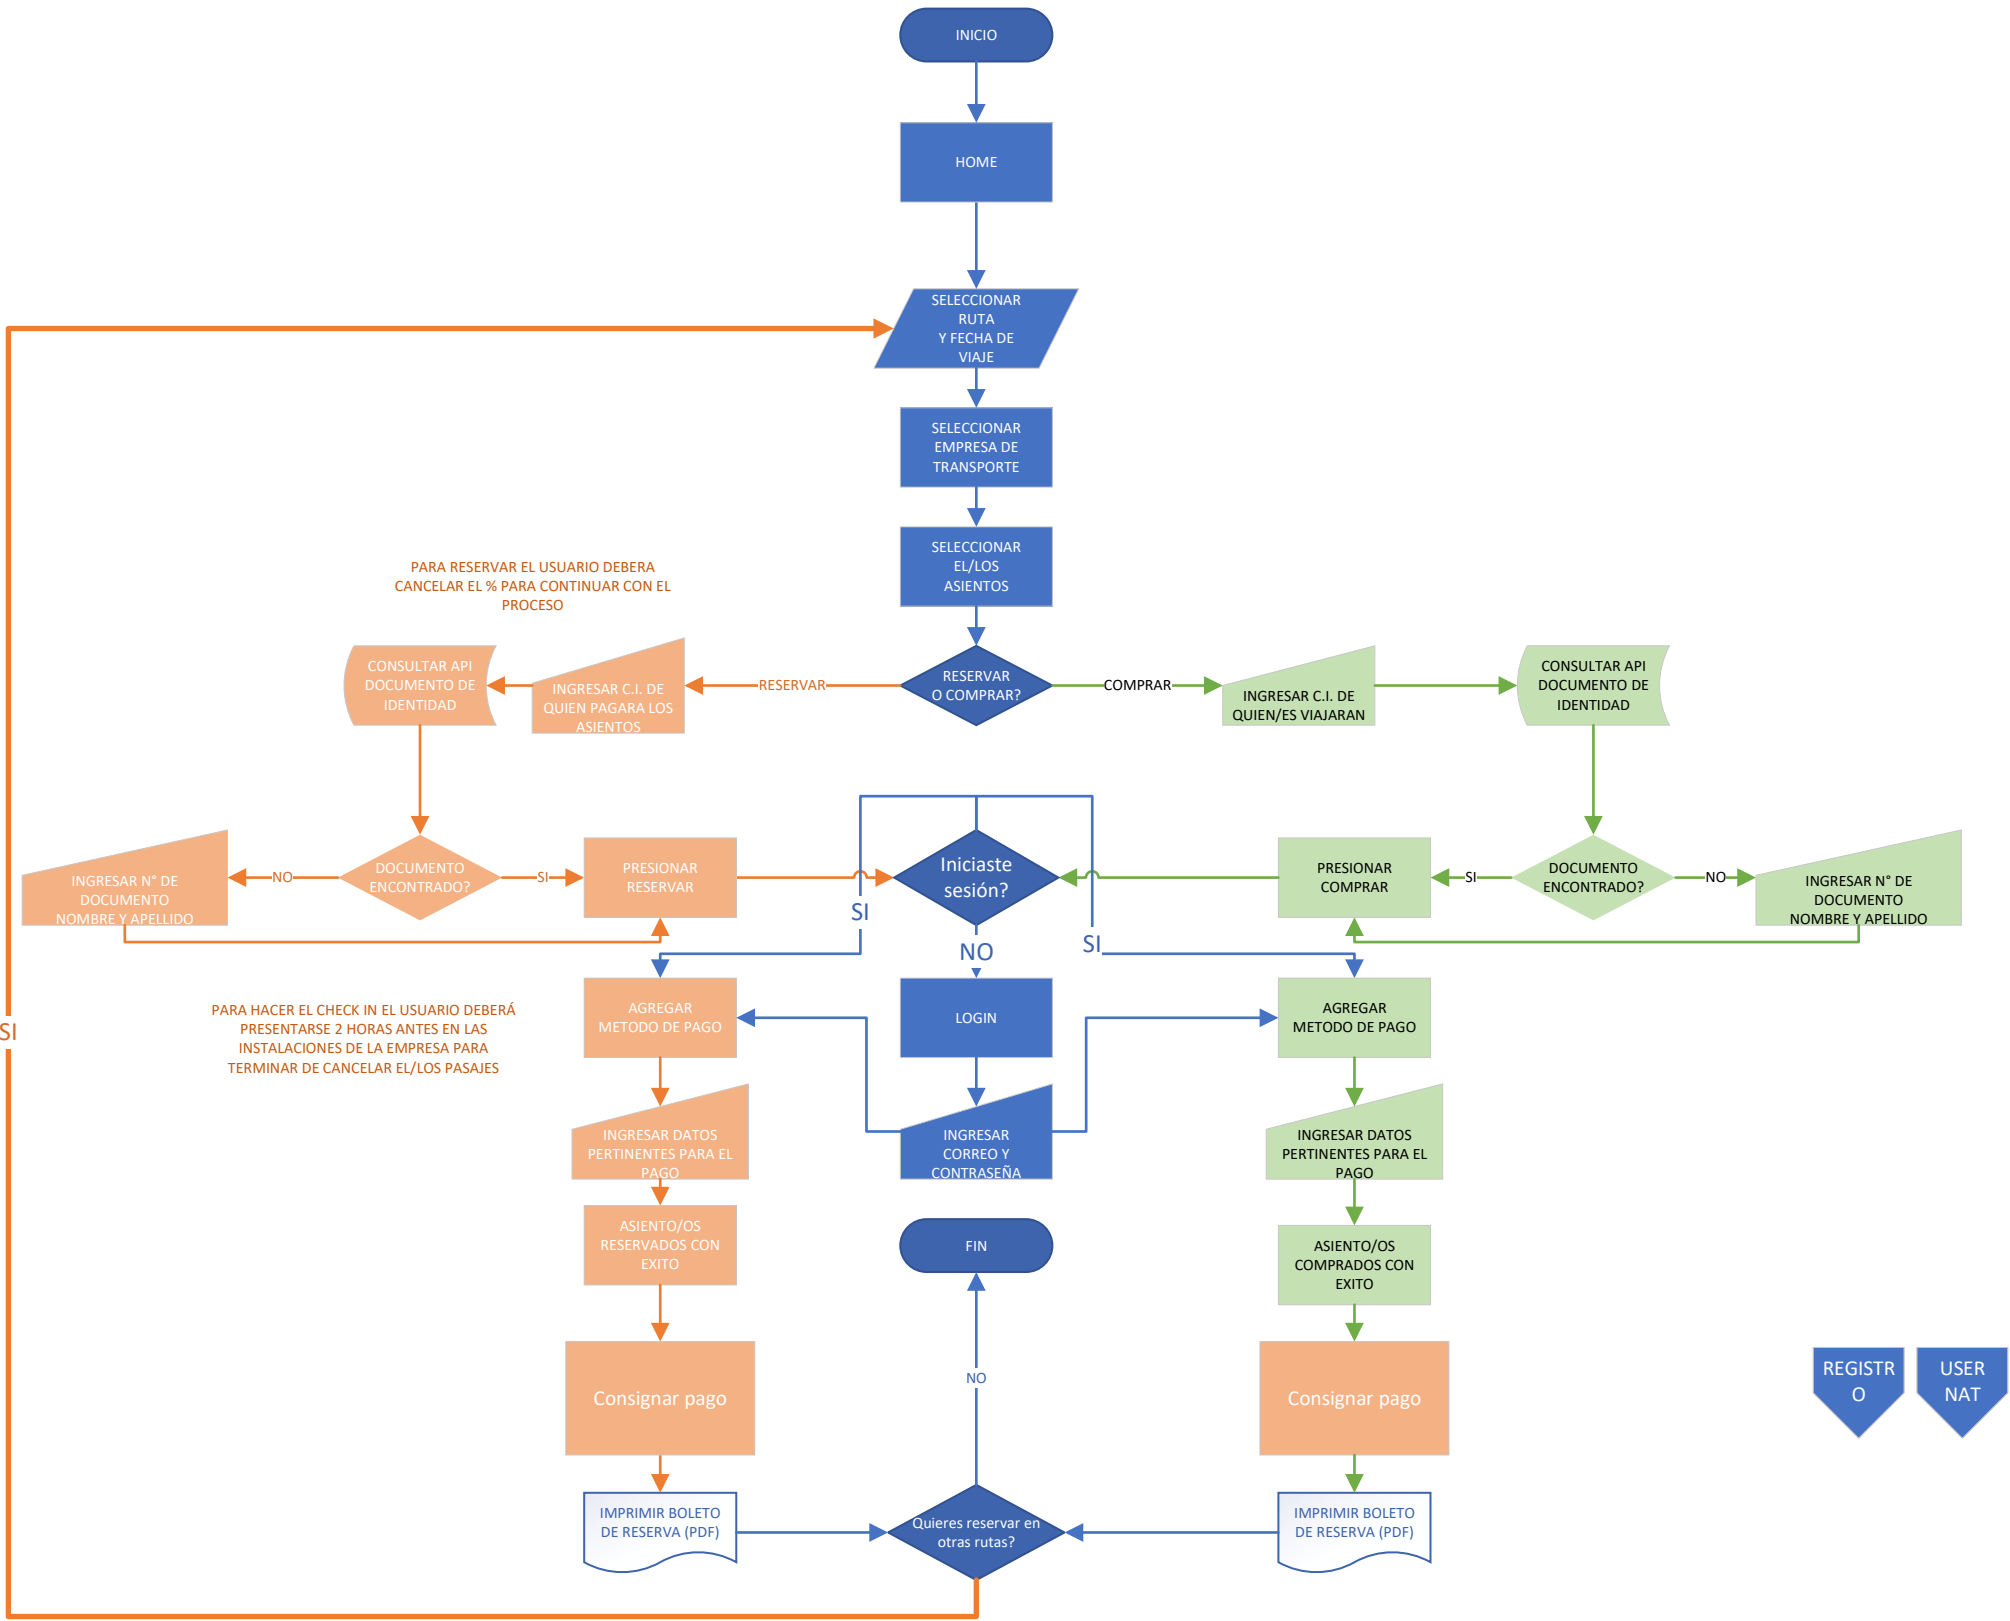 INICIO
HOME
SELECCIONAR
RUTA
Y FECHA DE
VIAJE
SELECCIONAR
EMPRESA DE
TRANSPORTE
SELECCIONAR
EL/LOS
ASIENTOS
PARA RESERVAR EL USUARIO DEBERA
CANCELAR EL % PARA CONTINUAR CON EL
PROCESO
CONSULTAR API
DOCUMENTO DE
IDENTIDAD
INGRESAR C.I. DE
QUIEN PAGARA LOS
ASIENTOS
RESERVAR
RESERVAR
O COMPRAR?
COMPRAR
INGRESAR C.I. DE
QUIEN/ES VIAJARAN
CONSULTAR API
DOCUMENTO DE
IDENTIDAD
INGRESAR N° DE
DOCUMENTO
NOMBRE Y APELLIDO
NO
DOCUMENTO
ENCONTRADO?
SI
PRESIONAR
RESERVAR
Iniciaste
sesión?
PRESIONAR
COMPRAR
SI
DOCUMENTO
ENCONTRADO?
NO
INGRESAR N° DE
DOCUMENTO
NOMBRE Y APELLIDO
SI
NO
SI
SI
PARA HACER EL CHECK IN EL USUARIO DEBERÁ
PRESENTARSE 2 HORAS ANTES EN LAS
INSTALACIONES DE LA EMPRESA PARA
TERMINAR DE CANCELAR EL/LOS PASAJES
AGREGAR
METODO DE PAGO
LOGIN
AGREGAR
METODO DE PAGO
INGRESAR DATOS
PERTINENTES PARA EL
PAGO
INGRESAR
CORREO Y
CONTRASEÑA
INGRESAR DATOS
PERTINENTES PARA EL
PAGO
ASIENTO/OS
RESERVADOS CON
EXITO
FIN
ASIENTO/OS
COMPRADOS CON
EXITO
Consignar pago
NO
Consignar pago
REGISTR
O
USER
NAT
IMPRIMIR BOLETO
DE RESERVA (PDF)
Quieres reservar en
otras rutas?
IMPRIMIR BOLETO
DE RESERVA (PDF)